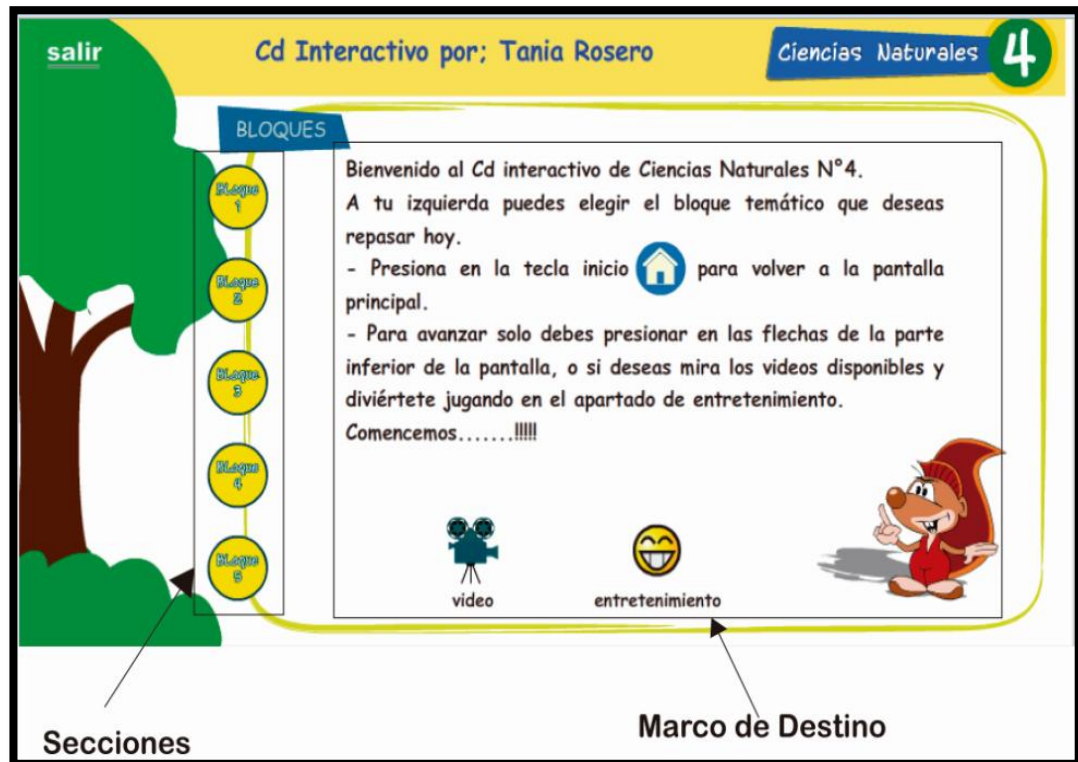 salir
Cd Interactivo por; Tania Rosero
Ciencias Naturales
4
BLOQUES
Bloque
1
Bloque
2
Bloque
3
Bloque
4
Bloque
5
Bienvenido al Cd interactivo de Ciencias Naturales N°4.
A tu izquierda puedes elegir el bloque temático que deseas
repasar hoy.
- Presiona en la tecla inicio para volver a la pantalla
principal.
- Para avanzar solo debes presionar en las flechas de la parte
inferior de la pantalla, o si deseas mira los videos disponibles y
diviértete jugando en el apartado de entretenimiento.
Comencemos.......!!!!!
video
entretenimiento
Secciones
Marco de Destino